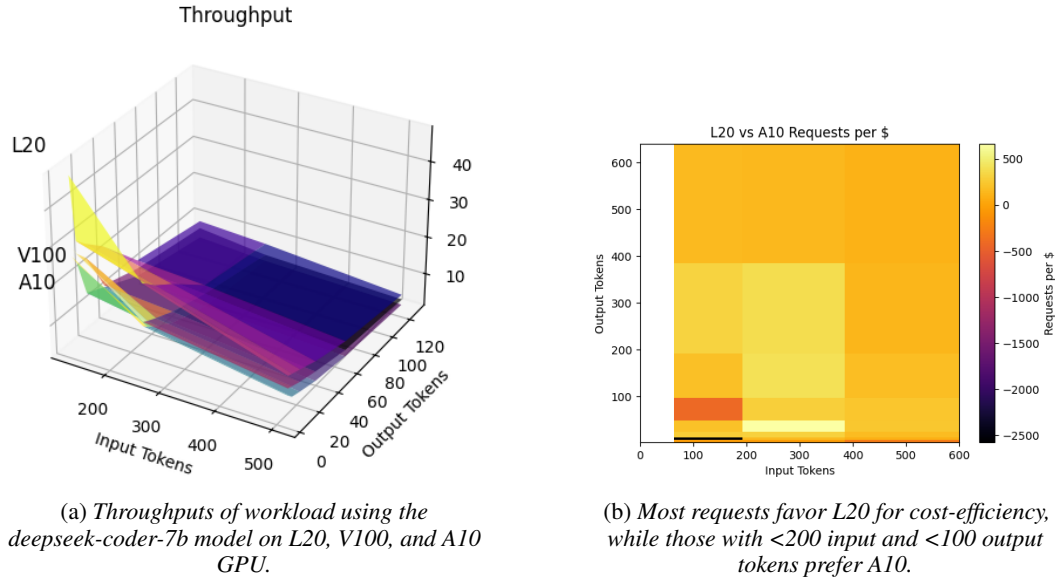 Throughput
L20
V100
A10
40
30
20
10
200
300
400
500
Input Tokens
0
20
40
60
80
100
120
Output Tokens
(a) Throughputs of workload using the
deepseek-coder-7b model on L20, V100, and A10
GPU.
L20 vs A10 Requests per $
600
500
400
300
200
100
Output Tokens
0 100 200 300 400 500 600
Input Tokens
500
0
−500
−1000
−1500
−2000
−2500
Requests per $
(b) Most requests favor L20 for cost-efficiency,
while those with <200 input and <100 output
tokens prefer A10.